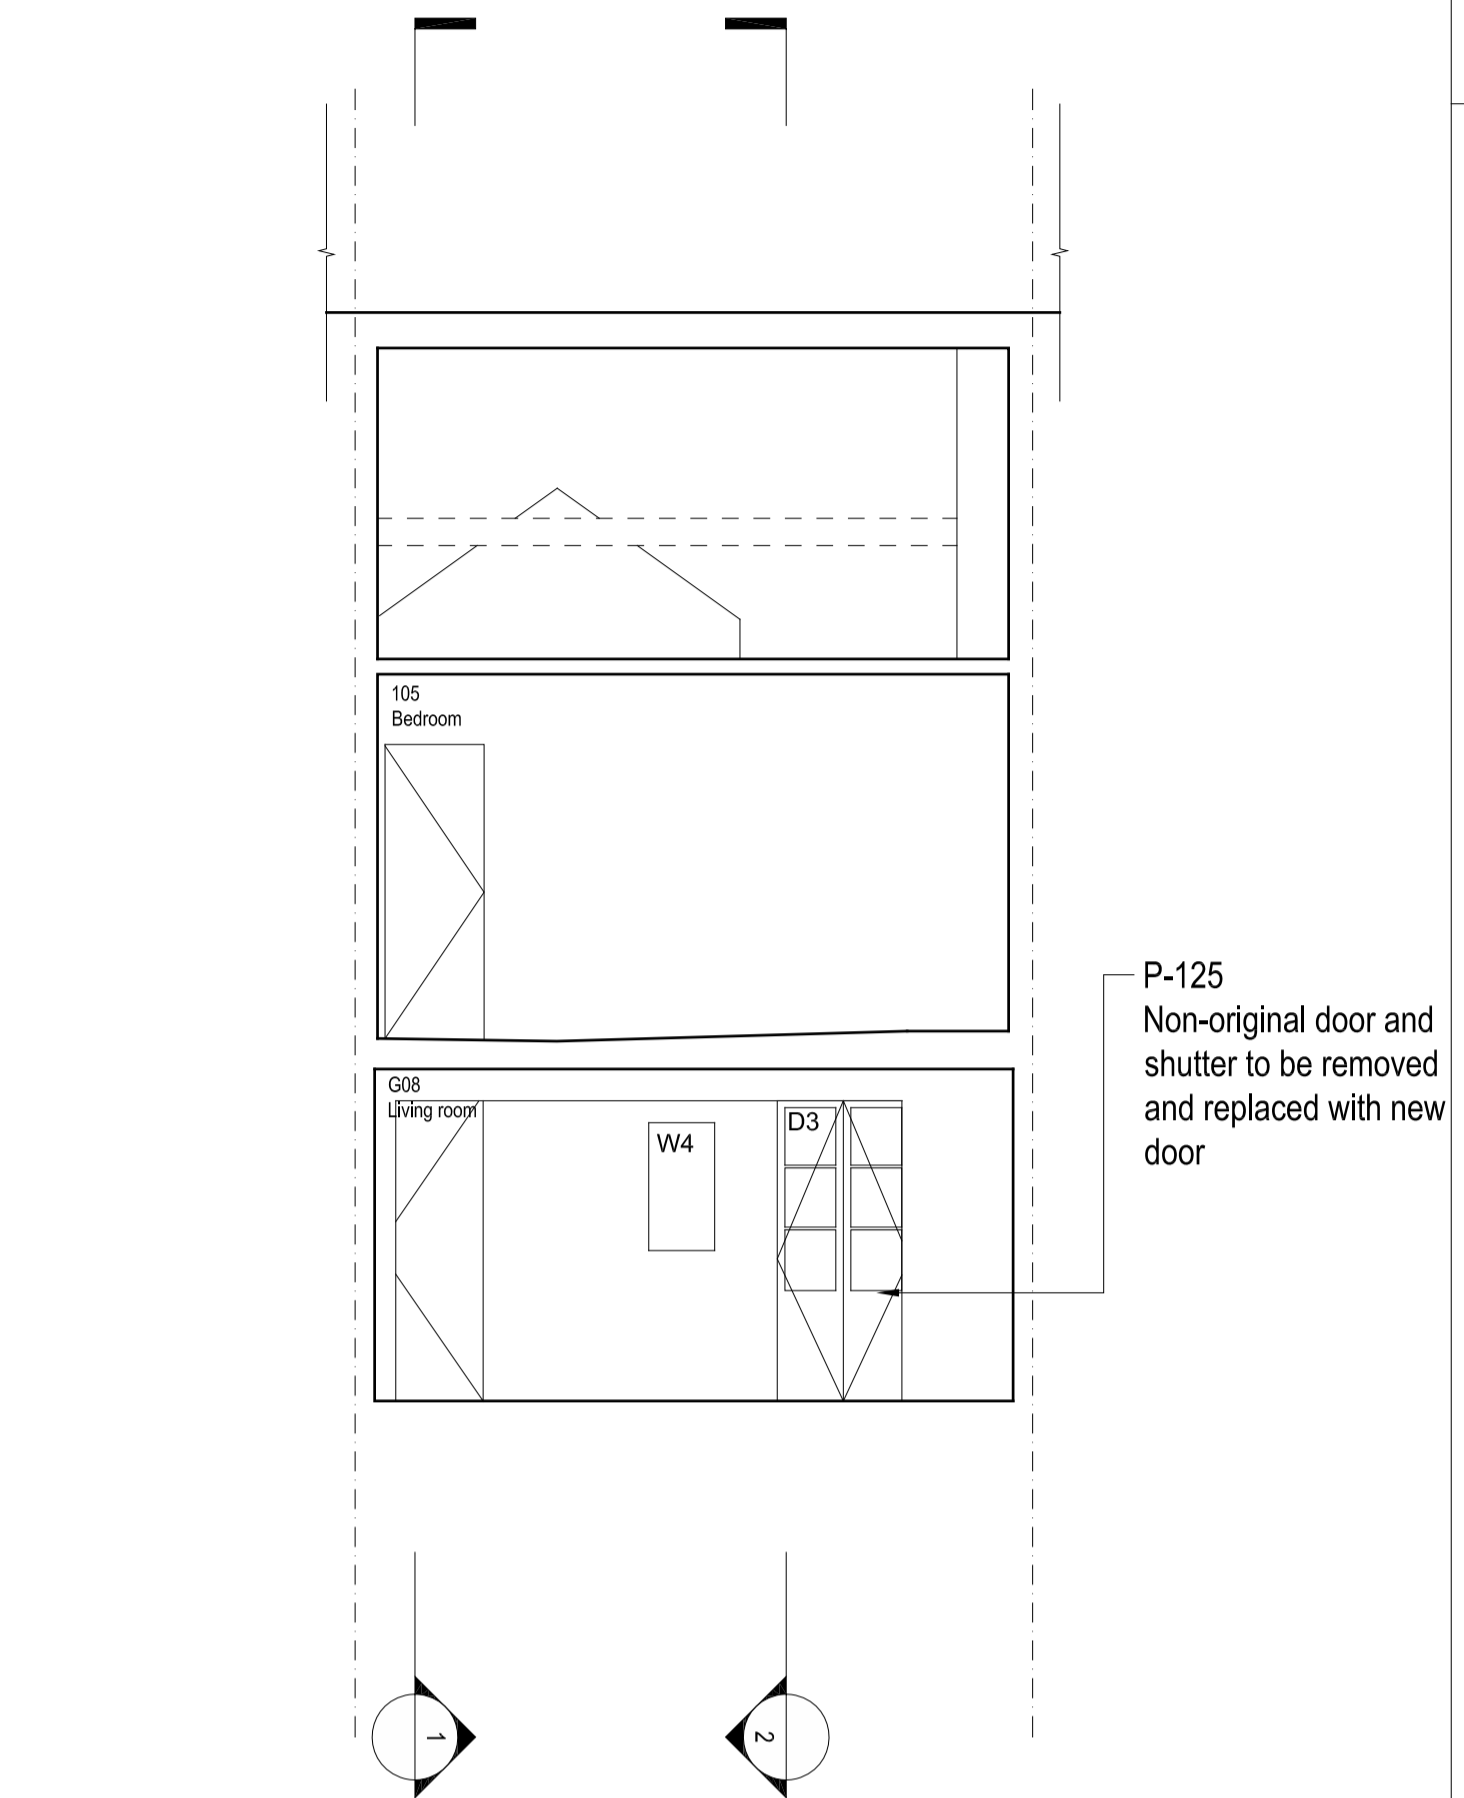 105
Bedroom
P-125
Non-original door and
shutter to be removed
and replaced with new
door
G08
Living room
W4
D3
1
2